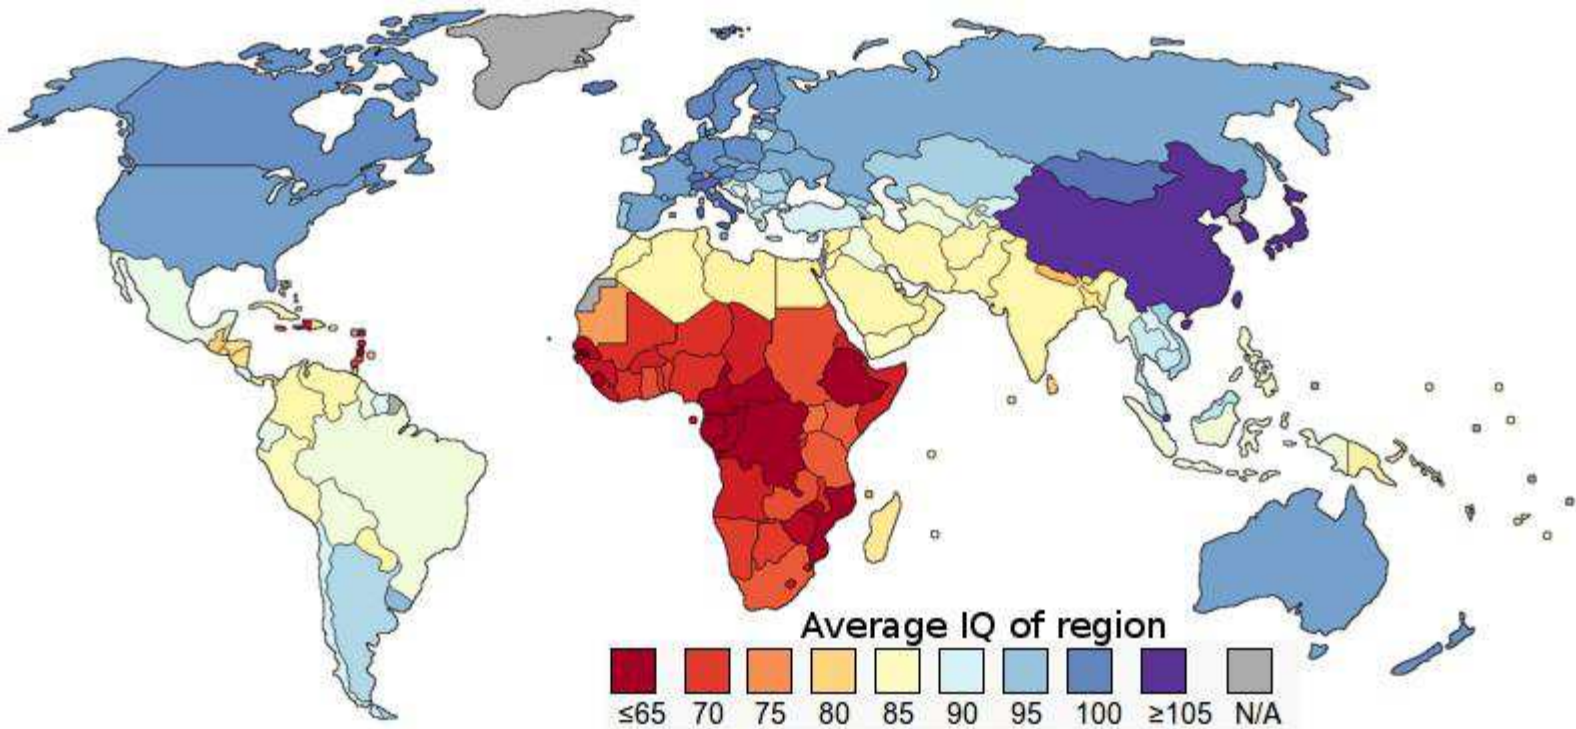 Average IQ of region
≤65 70 75 80 85 90 95 100 ≥105 N/A